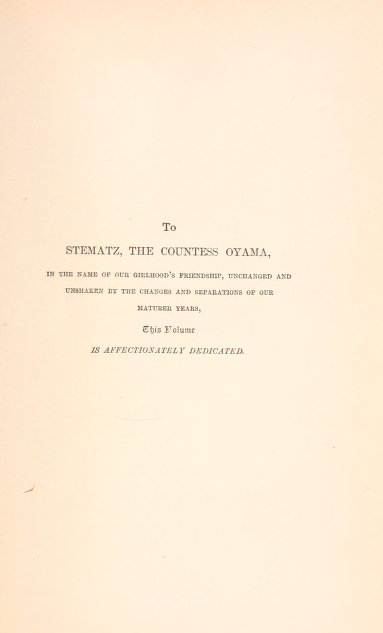 To
STEMATZ, THE COUNTESS OYAMA,
IN THE NAME OF OUR GIRLHOOD'S FRIENDSHIP, UNCHANGED AND
UNSHAKEN BY THE CHANGES AND SEPARATIONS OF OUR
MATURER YEARS,
This Volume
IS AFFECTIONATELY DEDICATED.